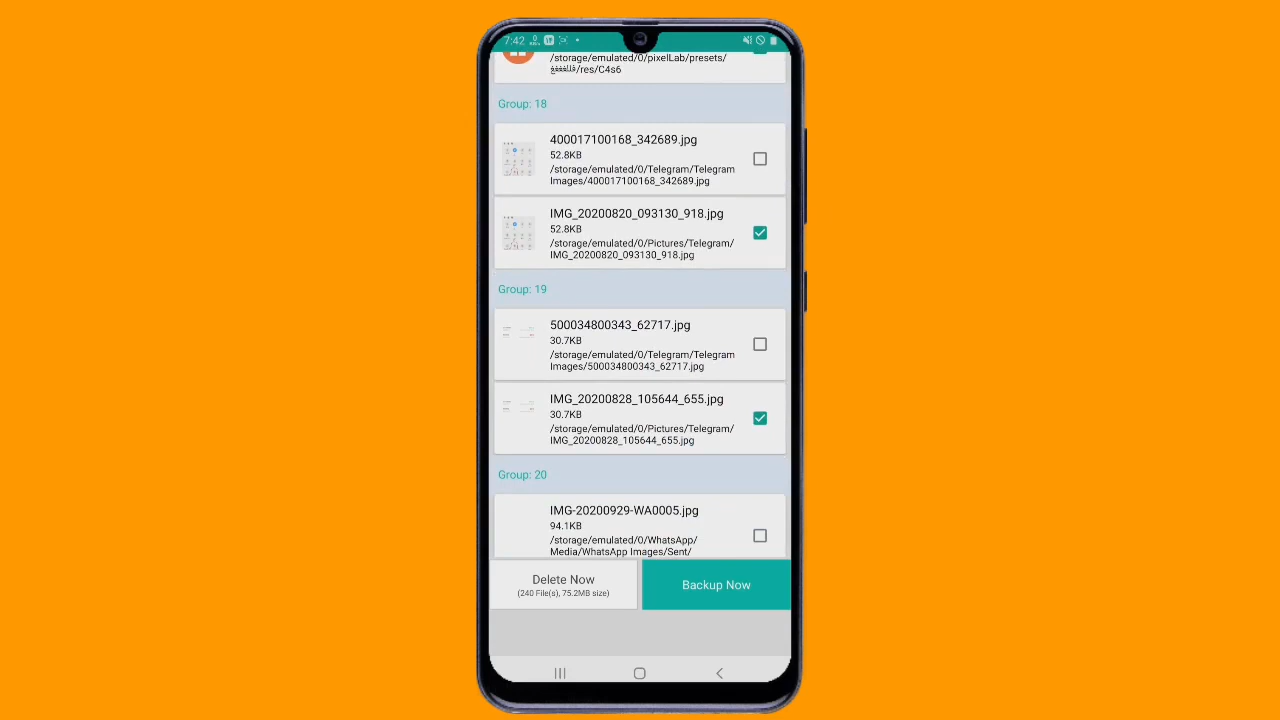 7:42
/storage/emulated/0/pixelLab/presets/
/res/C4s6
Group: 18
400017100168_342689.jpg
52.8KB
/storage/emulated/0/Telegram/Telegram
Images/400017100168_342689.jpg
IMG_20200820_093130_918.jpg
52.8KB
/storage/emulated/0/Pictures/Telegram/
IMG_20200820_093130_918.jpg
Group: 19
500034800343_62717.jpg
30.7KB
/storage/emulated/0/Telegram/Telegram
Images/500034800343_62717.jpg
IMG_20200828_105644_655.jpg
30.7KB
/storage/emulated/0/Pictures/Telegram/
IMG_20200828_105644_655.jpg
Group: 20
IMG-20200929-WA0005.jpg
94.1KB
/storage/emulated/0/WhatsApp/
Media/WhatsApp Images/Sent/
Delete Now
(240 File(s), 75.2MB size)
Backup Now